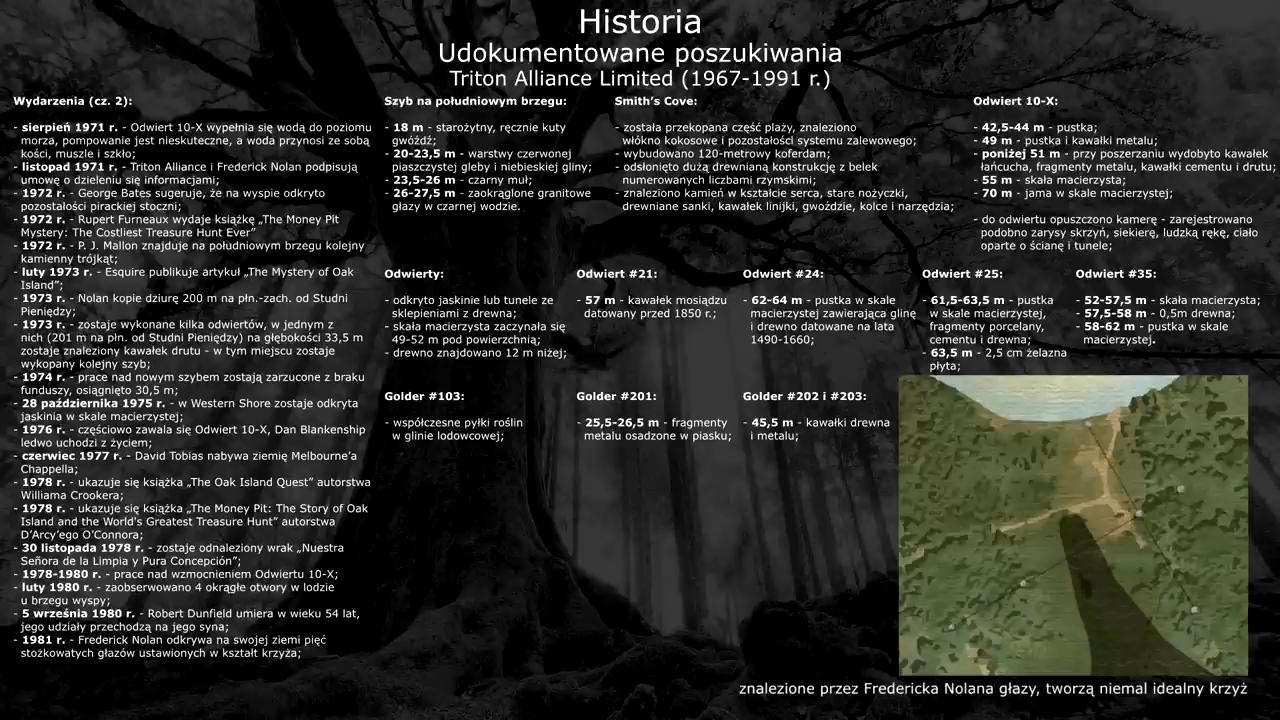 Historia
Udokumentowane poszukiwania
Triton Alliance Limited (1967-1991 r.)
Wydarzenia (cz. 2):
- sierpień 1971 r. - Odwiert 10-X wypełnia się wodą do poziomu
morza, pompowanie jest nieskuteczne, a woda przynosi ze sobą
kości, muszle i szkło;
- listopad 1971 r. - Triton Alliance i Frederick Nolan podpisują
umowę o dzieleniu się informacjami;
- 1972 r. - George Bates sugeruje, że na wyspie odkryto
pozostałości pirackiej stoczni;
- 1972 r. - Rupert Furneaux wydaje książkę „The Money Pit
Mystery: The Costliest Treasure Hunt Ever”
- 1972 r. - P. J. Mallon znajduje na południowym brzegu kolejny
kamienny trójkąt;
- luty 1973 r. - Esquire publikuje artykuł „The Mystery of Oak
Island”;
- 1973 r. - Nolan kopie dziurę 200 m na płn.-zach. od Studni
Pieniędzy;
- 1973 r. - zostaje wykonane kilka odwiertów, w jednym z
nich (201 m na płn. od Studni Pieniędzy) na głębokości 33,5 m
zostaje znaleziony kawałek drutu - w tym miejscu zostaje
wykopany kolejny szyb;
- 1974 r. - prace nad nowym szybem zostają zarzucone z braku
funduszy, osiągnięto 30,5 m;
- 28 października 1975 r. - w Western Shore zostaje odkryta
jaskinia w skale macierzystej;
- 1976 r. - częściowo zawala się Odwiert 10-X, Dan Blankenship
ledwo uchodzi z życiem;
- czerwiec 1977 r. - David Tobias nabywa ziemię Melbourne’a
Chappella;
- 1978 r. - ukazuje się książka „The Oak Island Quest” autorstwa
Williama Crookera;
- 1978 r. - ukazuje się książka „The Money Pit: The Story of Oak
Island and the World's Greatest Treasure Hunt” autorstwa
D’Arcy’ego O’Connora;
- 30 listopada 1978 r. - zostaje odnaleziony wrak „Nuestra
Señora de la Limpia y Pura Concepción”;
- 1978-1980 r. - prace nad wzmocnieniem Odwiertu 10-X;
- luty 1980 r. - zaobserwowano 4 okrągłe otwory w lodzie
u brzegu wyspy;
- 5 września 1980 r. - Robert Dunfield umiera w wieku 54 lat,
jego udziały przechodzą na jego syna;
- 1981 r. - Frederick Nolan odkrywa na swojej ziemi pięć
stożkowatych głazów ustawionych w kształt krzyża;
Szyb na południowym brzegu:
- 18 m - starożytny, ręcznie kuty
gwóźdź;
- 20-23,5 m - warstwy czerwonej
piaszczystej gleby i niebieskiej gliny;
- 23,5-26 m - czarny muł;
- 26-27,5 m - zaokrąglone granitowe
głazy w czarnej wodzie.
Smith’s Cove:
- została przekopana część plaży, znaleziono
włókno kokosowe i pozostałości systemu zalewowego;
- wybudowano 120-metrowy koferdam;
- odsłonięto dużą drewnianą konstrukcję z belek
numerowanych liczbami rzymskimi;
- znaleziono kamień w kształcie serca, stare nożyczki,
drewniane sanki, kawałek linijki, gwoździe, kolce i narzędzia;
Odwiert 10-X:
- 42,5-44 m - pustka;
- 49 m - pustka i kawałki metalu;
- poniżej 51 m - przy poszerzaniu wydobyto kawałek
łańcucha, fragmenty metalu, kawałki cementu i drutu;
- 55 m - skała macierzysta;
- 70 m - jama w skale macierzystej;
- do odwiertu opuszczono kamerę - zarejestrowano
podobno zarysy skrzyń, siekierę, ludzką rękę, ciało
oparte o ścianę i tunele;
Odwierty:
- odkryto jaskinie lub tunele ze
sklepieniami z drewna;
- skała macierzysta zaczynała się
49-52 m pod powierzchnią;
- drewno znajdowano 12 m niżej;
Odwiert #21:
- 57 m - kawałek mosiądzu
datowany przed 1850 r.;
Odwiert #24:
- 62-64 m - pustka w skale
macierzystej zawierająca glinę
i drewno datowane na lata
1490-1660;
Odwiert #25:
- 61,5-63,5 m - pustka
w skale macierzystej,
fragmenty porcelany,
cementu i drewna;
- 63,5 m - 2,5 cm żelazna
płyta;
Odwiert #35:
- 52-57,5 m - skała macierzysta;
- 57,5-58 m - 0,5m drewna;
- 58-62 m - pustka w skale
macierzystej.
Golder #103:
- współczesne pyłki roślin
w glinie lodowcowej;
Golder #201:
- 25,5-26,5 m - fragmenty
metalu osadzone w piasku;
Golder #202 i #203:
- 45,5 m - kawałki drewna
i metalu;
znalezione przez Fredericka Nolana głazy, tworzą niemal idealny krzyż